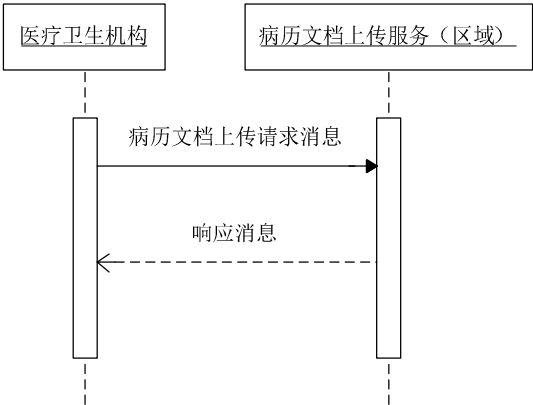 医疗卫生机构
病历文档上传服务（区域）
病历文档上传请求消息
响应消息